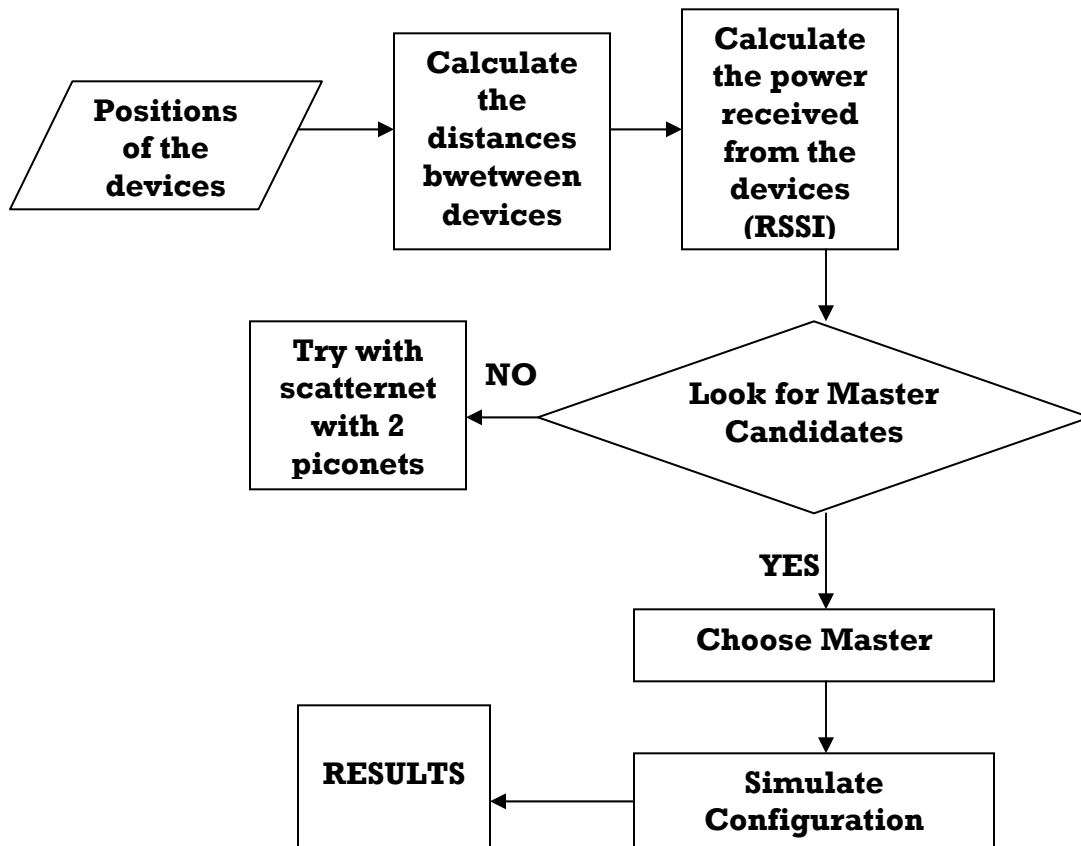 Positions
of the
devices
Calculate
the
distances
bwetween
devices
Calculate
the power
received
from the
devices
(RSSI)
Look for Master
Candidates
NO
Try with
scatternet
with 2
piconets
YES
Choose Master
Simulate
Configuration
RESULTS